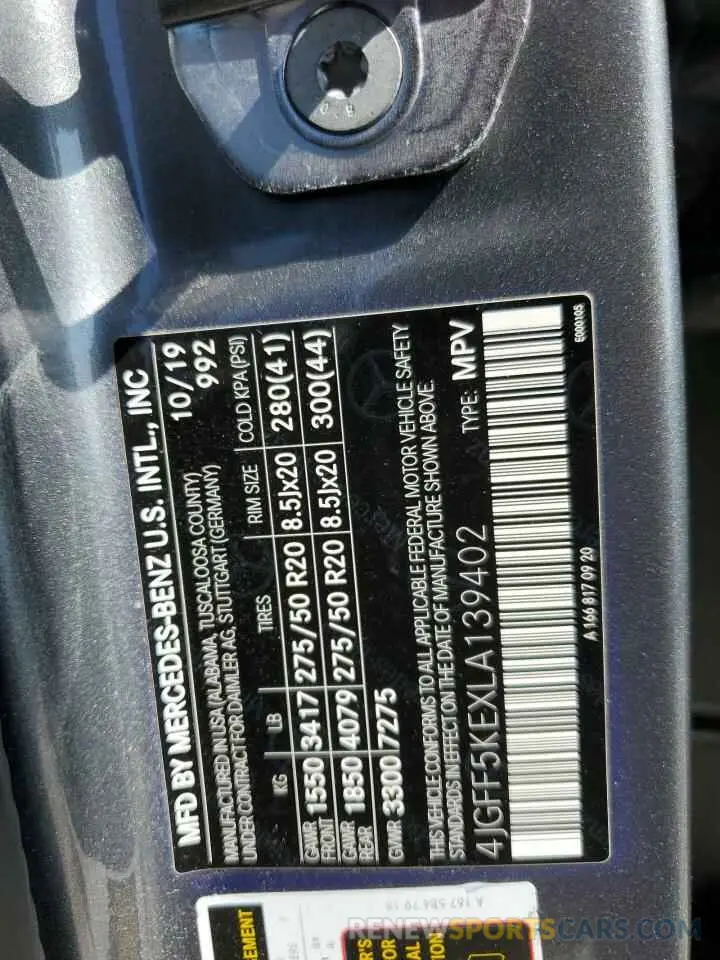 MFD BY MERCEDES-BENZ U.S. INTL., INC
10/19
MANUFACTURED IN USA (ALABAMA, TUSCALOOSA COUNTY)
992
UNDER CONTRACT FOR DAIMLER AG, STUTTGART (GERMANY)
KG LB TIRES RIM SIZE COLD KPA (PSI)
GAWR FRONT 1550 3417 275/50 R20 8.5Jx20 280(41)
GAWR REAR 1850 4079 275/50 R20 8.5Jx20 300(44)
GVWR 3300 7275
THIS VEHICLE CONFORMS TO ALL APPLICABLE FEDERAL MOTOR VEHICLE SAFETY
STANDARDS IN EFFECT ON THE DATE OF MANUFACTURE SHOWN ABOVE.
4JGFF5KEXLA139402 TYPE: MPV
A 166 817 09 20
E000105
8.0
EMENT
RENEWSPORTSCARS.COM